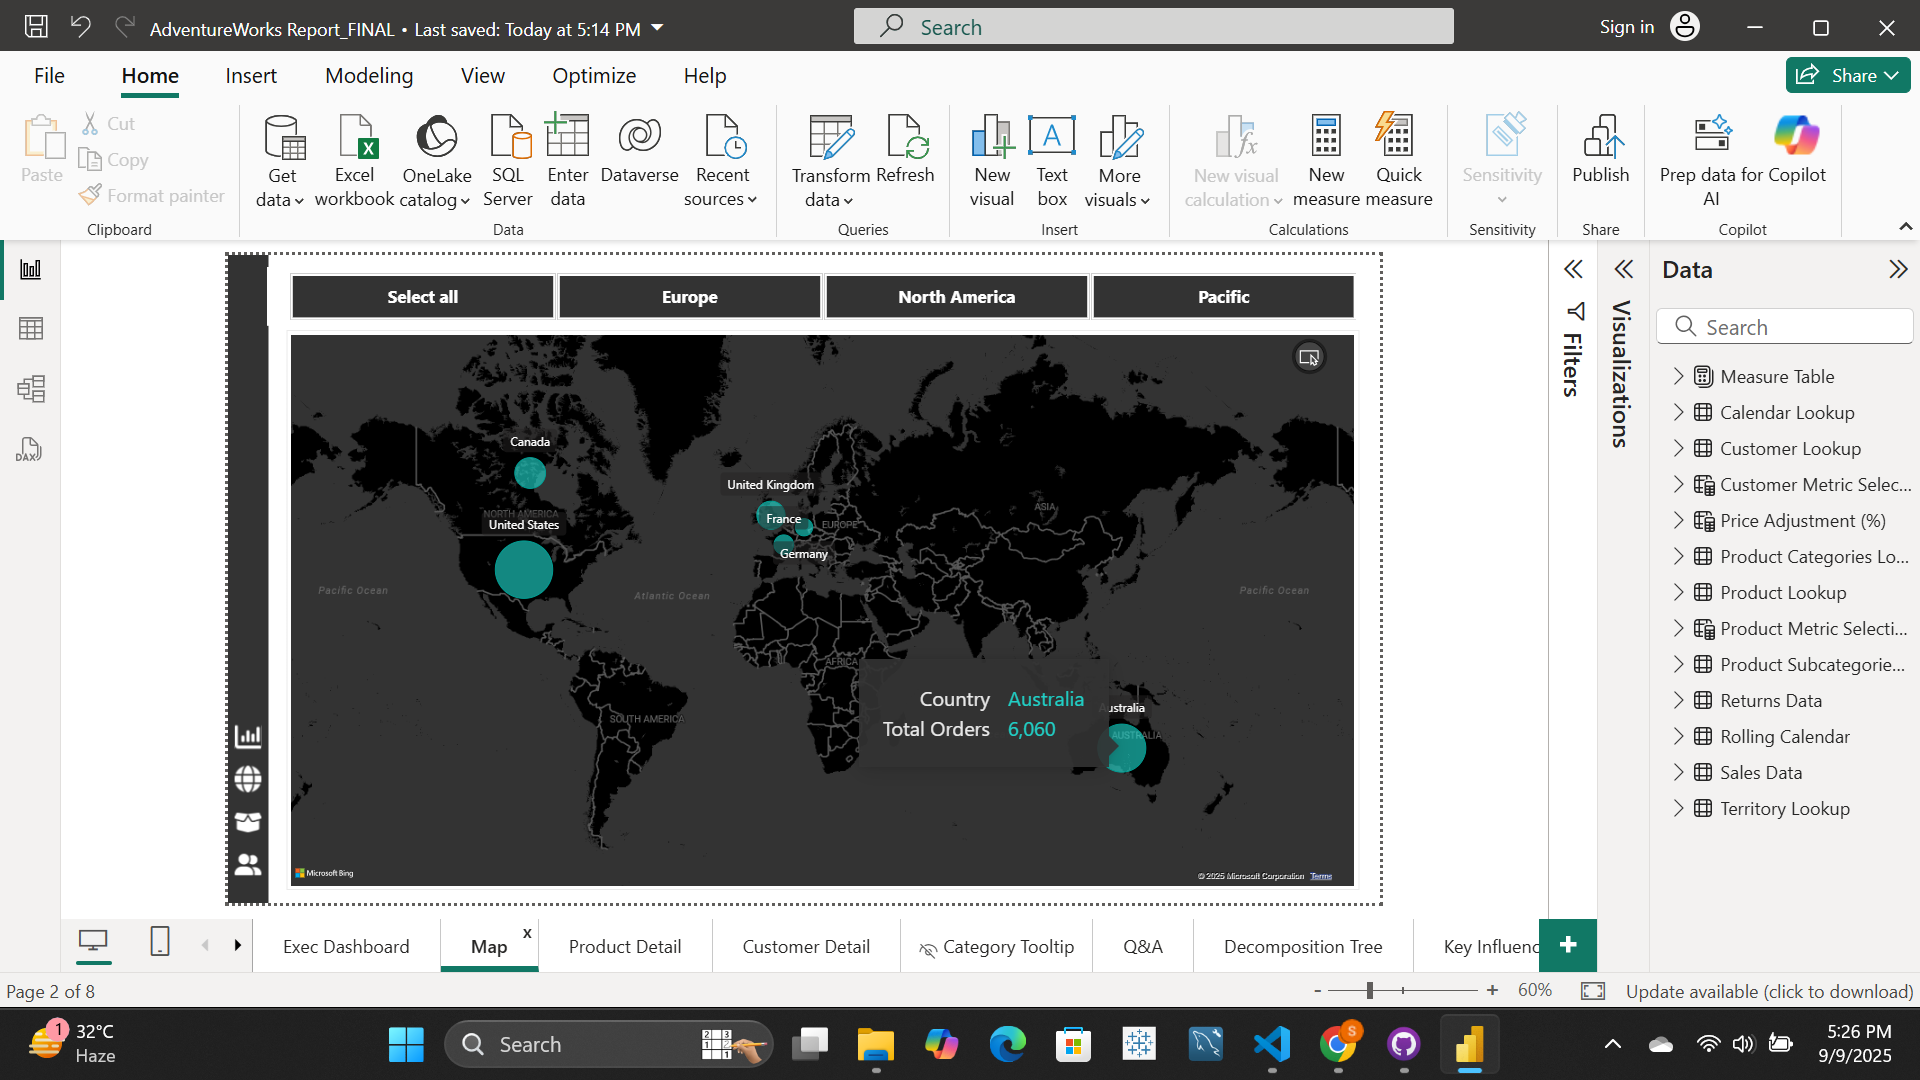 AdventureWorks Report_FINAL • Last saved: Today at 5:14 PM
Search
Sign in
File
Home
Insert
Modeling
View
Optimize
Help
Share
Paste
Cut
Copy
Format painter
Clipboard
Get data
Excel workbook
OneLake catalog
SQL Server
Enter data
Dataverse
Recent sources
Data
Transform data
Refresh
Queries
New visual
Text box
More visuals
Insert
New visual calculation
New measure
Quick measure
Calculations
Sensitivity
Sensitivity
Publish
Share
Prep data for AI
Copilot
Copilot
DAX
Select all
Europe
North America
Pacific
Canada
NORTH AMERICA
United States
United Kingdom
France
EUROPE
Germany
ASIA
Pacific Ocean
Atlantic Ocean
Pacific Ocean
AFRICA
SOUTH AMERICA
Country Australia
Total Orders 6,060
ustralia
AUSTRALIA
Microsoft Bing
© 2025 Microsoft Corporation Terms
Filters
Visualizations
Data
Search
Measure Table
Calendar Lookup
Customer Lookup
Customer Metric Selec...
Price Adjustment (%)
Product Categories Lo...
Product Lookup
Product Metric Selecti...
Product Subcategorie...
Returns Data
Rolling Calendar
Sales Data
Territory Lookup
Exec Dashboard
Map
x
Product Detail
Customer Detail
Category Tooltip
Q&A
Decomposition Tree
Key Influenc
+
Page 2 of 8
- + 60%
Update available (click to download)
1
32°C
Haze
Search
S
5:26 PM
9/9/2025